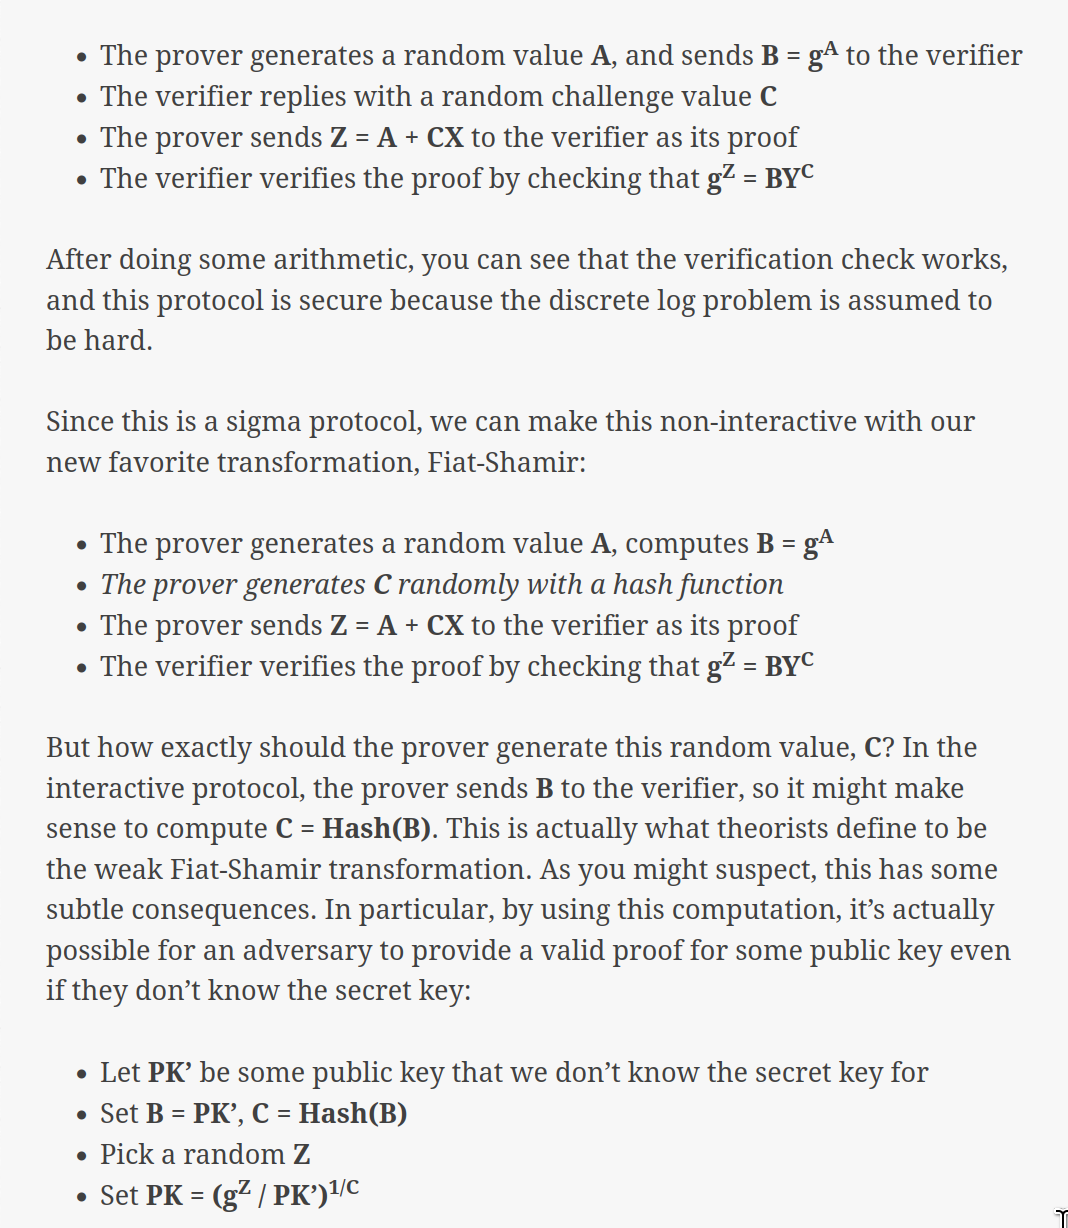 • The prover generates a random value A, and sends B = g^A to the verifier
• The verifier replies with a random challenge value C
• The prover sends Z = A + CX to the verifier as its proof
• The verifier verifies the proof by checking that g^Z = BY^C
After doing some arithmetic, you can see that the verification check works,
and this protocol is secure because the discrete log problem is assumed to
be hard.
Since this is a sigma protocol, we can make this non-interactive with our
new favorite transformation, Fiat-Shamir:
• The prover generates a random value A, computes B = g^A
• The prover generates C randomly with a hash function
• The prover sends Z = A + CX to the verifier as its proof
• The verifier verifies the proof by checking that g^Z = BY^C
But how exactly should the prover generate this random value, C? In the
interactive protocol, the prover sends B to the verifier, so it might make
sense to compute C = Hash(B). This is actually what theorists define to be
the weak Fiat-Shamir transformation. As you might suspect, this has some
subtle consequences. In particular, by using this computation, it’s actually
possible for an adversary to provide a valid proof for some public key even
if they don’t know the secret key:
• Let PK’ be some public key that we don’t know the secret key for
• Set B = PK’, C = Hash(B)
• Pick a random Z
• Set PK = (g^Z / PK’)^1/C